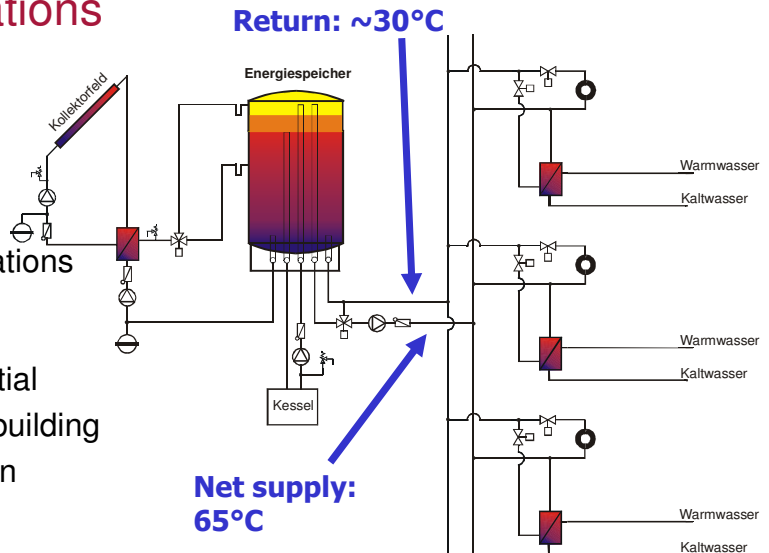 ations
Return: ~30°C
Energiespeicher
Kollektorfeld
Warmwasser
Kaltwasser
ations
Warmwasser
Kaltwasser
tial
building
n
Kessel
Net supply:
65°C
Warmwasser
Kaltwasser